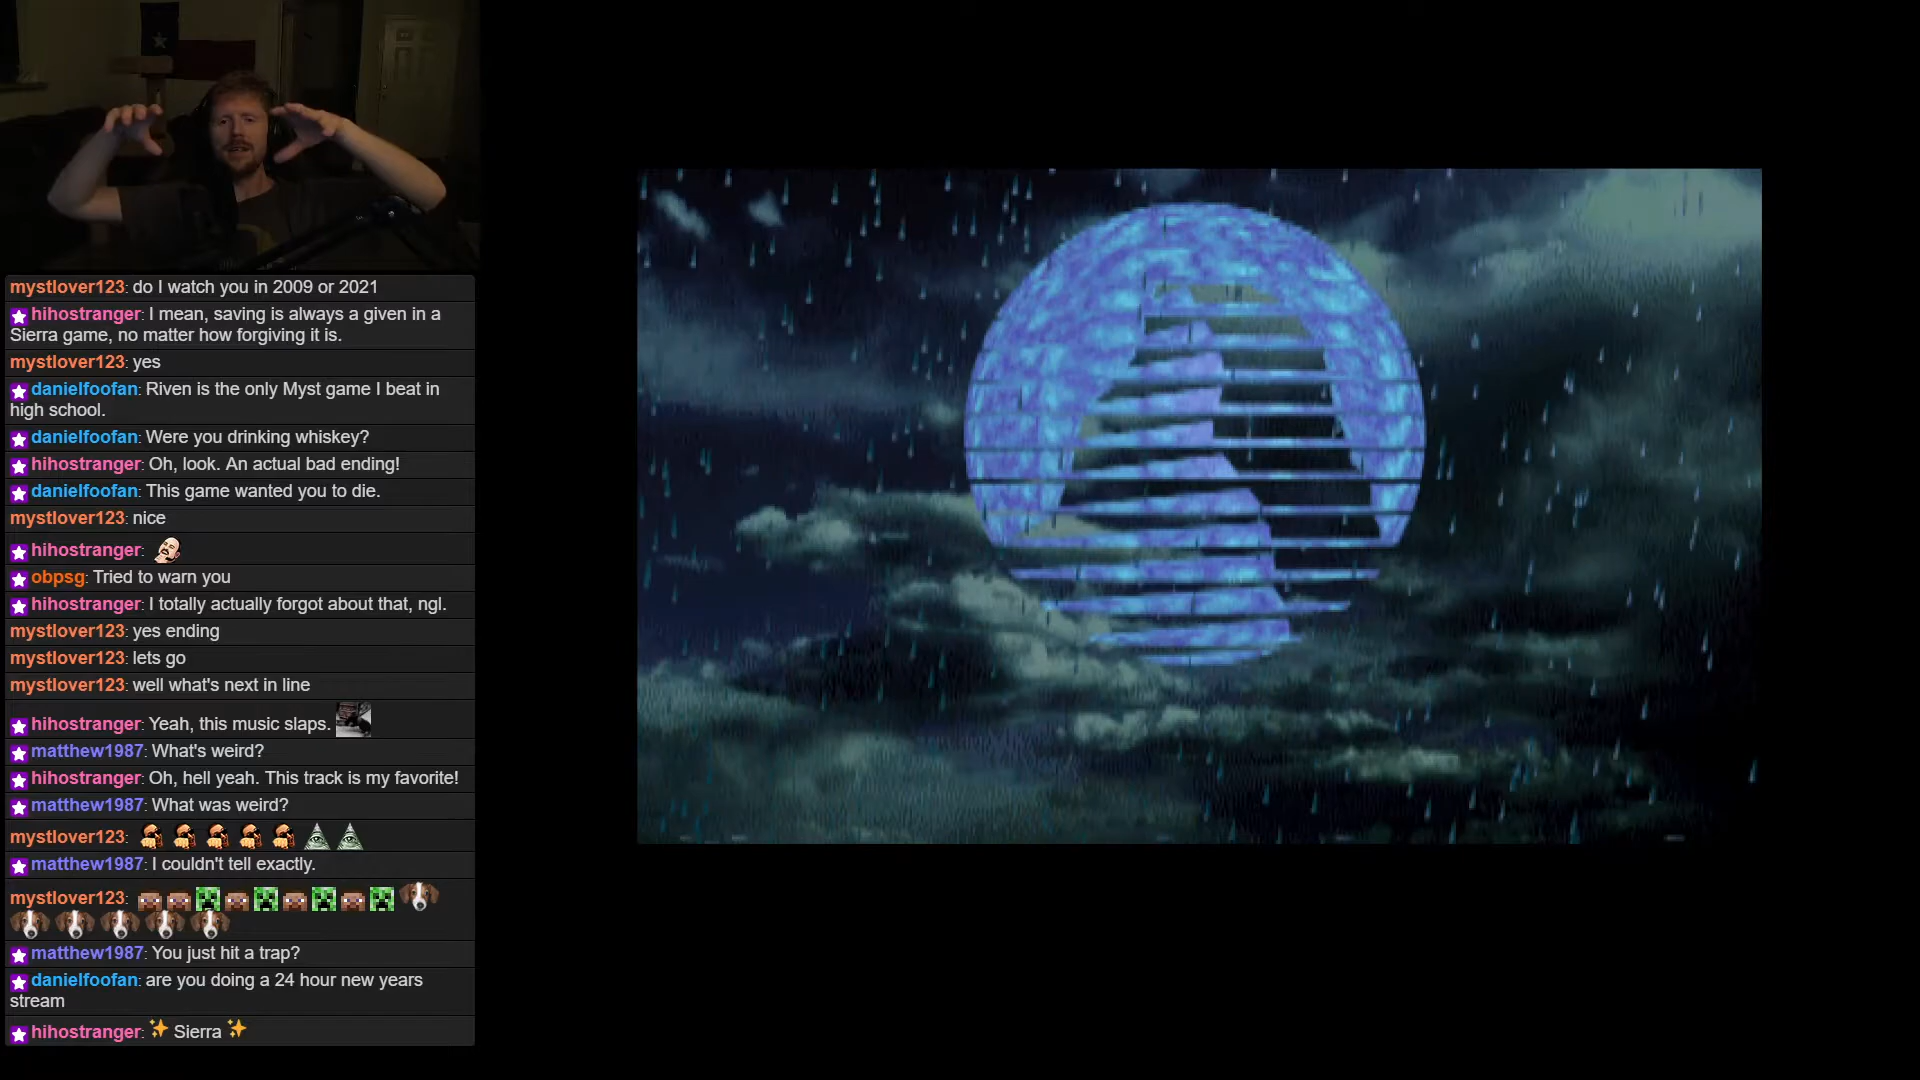 mystlover123: do I watch you in 2009 or 2021
hihostranger: I mean, saving is always a given in a
Sierra game, no matter how forgiving it is.
mystlover123: yes
danielfoofan: Riven is the only Myst game I beat in
high school.
danielfoofan: Were you drinking whiskey?
hihostranger: Oh, look. An actual bad ending!
danielfoofan: This game wanted you to die.
mystlover123: nice
hihostranger:
obpsg: Tried to warn you
hihostranger: I totally actually forgot about that, ngl.
mystlover123: yes ending
mystlover123: lets go
mystlover123: well what's next in line
hihostranger: Yeah, this music slaps.
matthew1987: What's weird?
hihostranger: Oh, hell yeah. This track is my favorite!
matthew1987: What was weird?
mystlover123:
matthew1987: I couldn't tell exactly.
mystlover123:
matthew1987: You just hit a trap?
danielfoofan: are you doing a 24 hour new years
stream
hihostranger: ✨ Sierra ✨